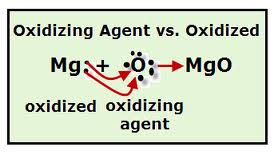 Oxidizing Agent vs. Oxidized
Mg + O → MgO
oxidized oxidizing
agent